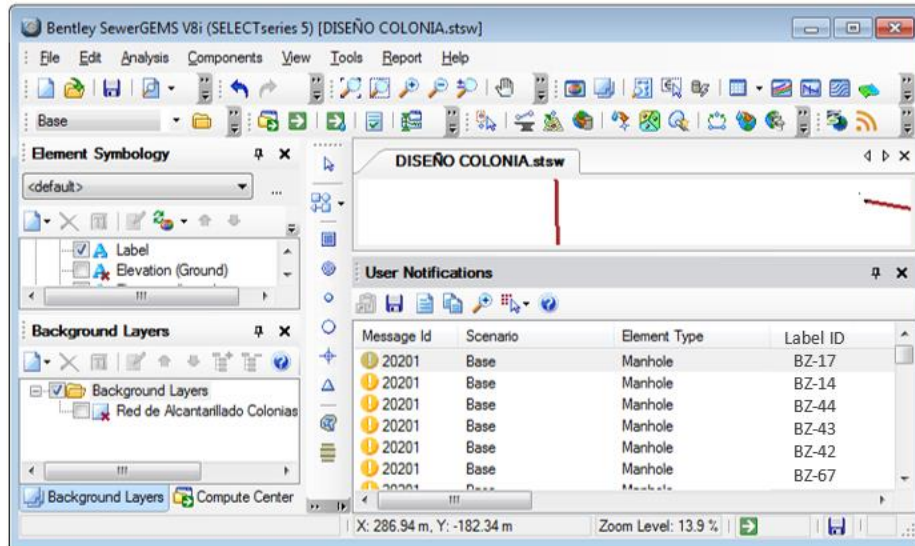 Bentley SewerGEMS V8i (SELECTseries 5) [DISEÑO COLONIA.stsw]
File Edit Analysis Components View Tools Report Help
Base
Element Symbology
<default>
...
Label
Elevation (Ground)
Background Layers
Background Layers
Red de Alcantarillado Colonias
Background Layers Compute Center
DISEÑO COLONIA.stsw
User Notifications
Message Id Scenario Element Type Label ID
20201 Base Manhole BZ-17
20201 Base Manhole BZ-14
20201 Base Manhole BZ-44
20201 Base Manhole BZ-43
20201 Base Manhole BZ-42
20201 Base Manhole BZ-67
20201 Base Manhole
X: 286.94 m, Y: -182.34 m Zoom Level: 13.9 %